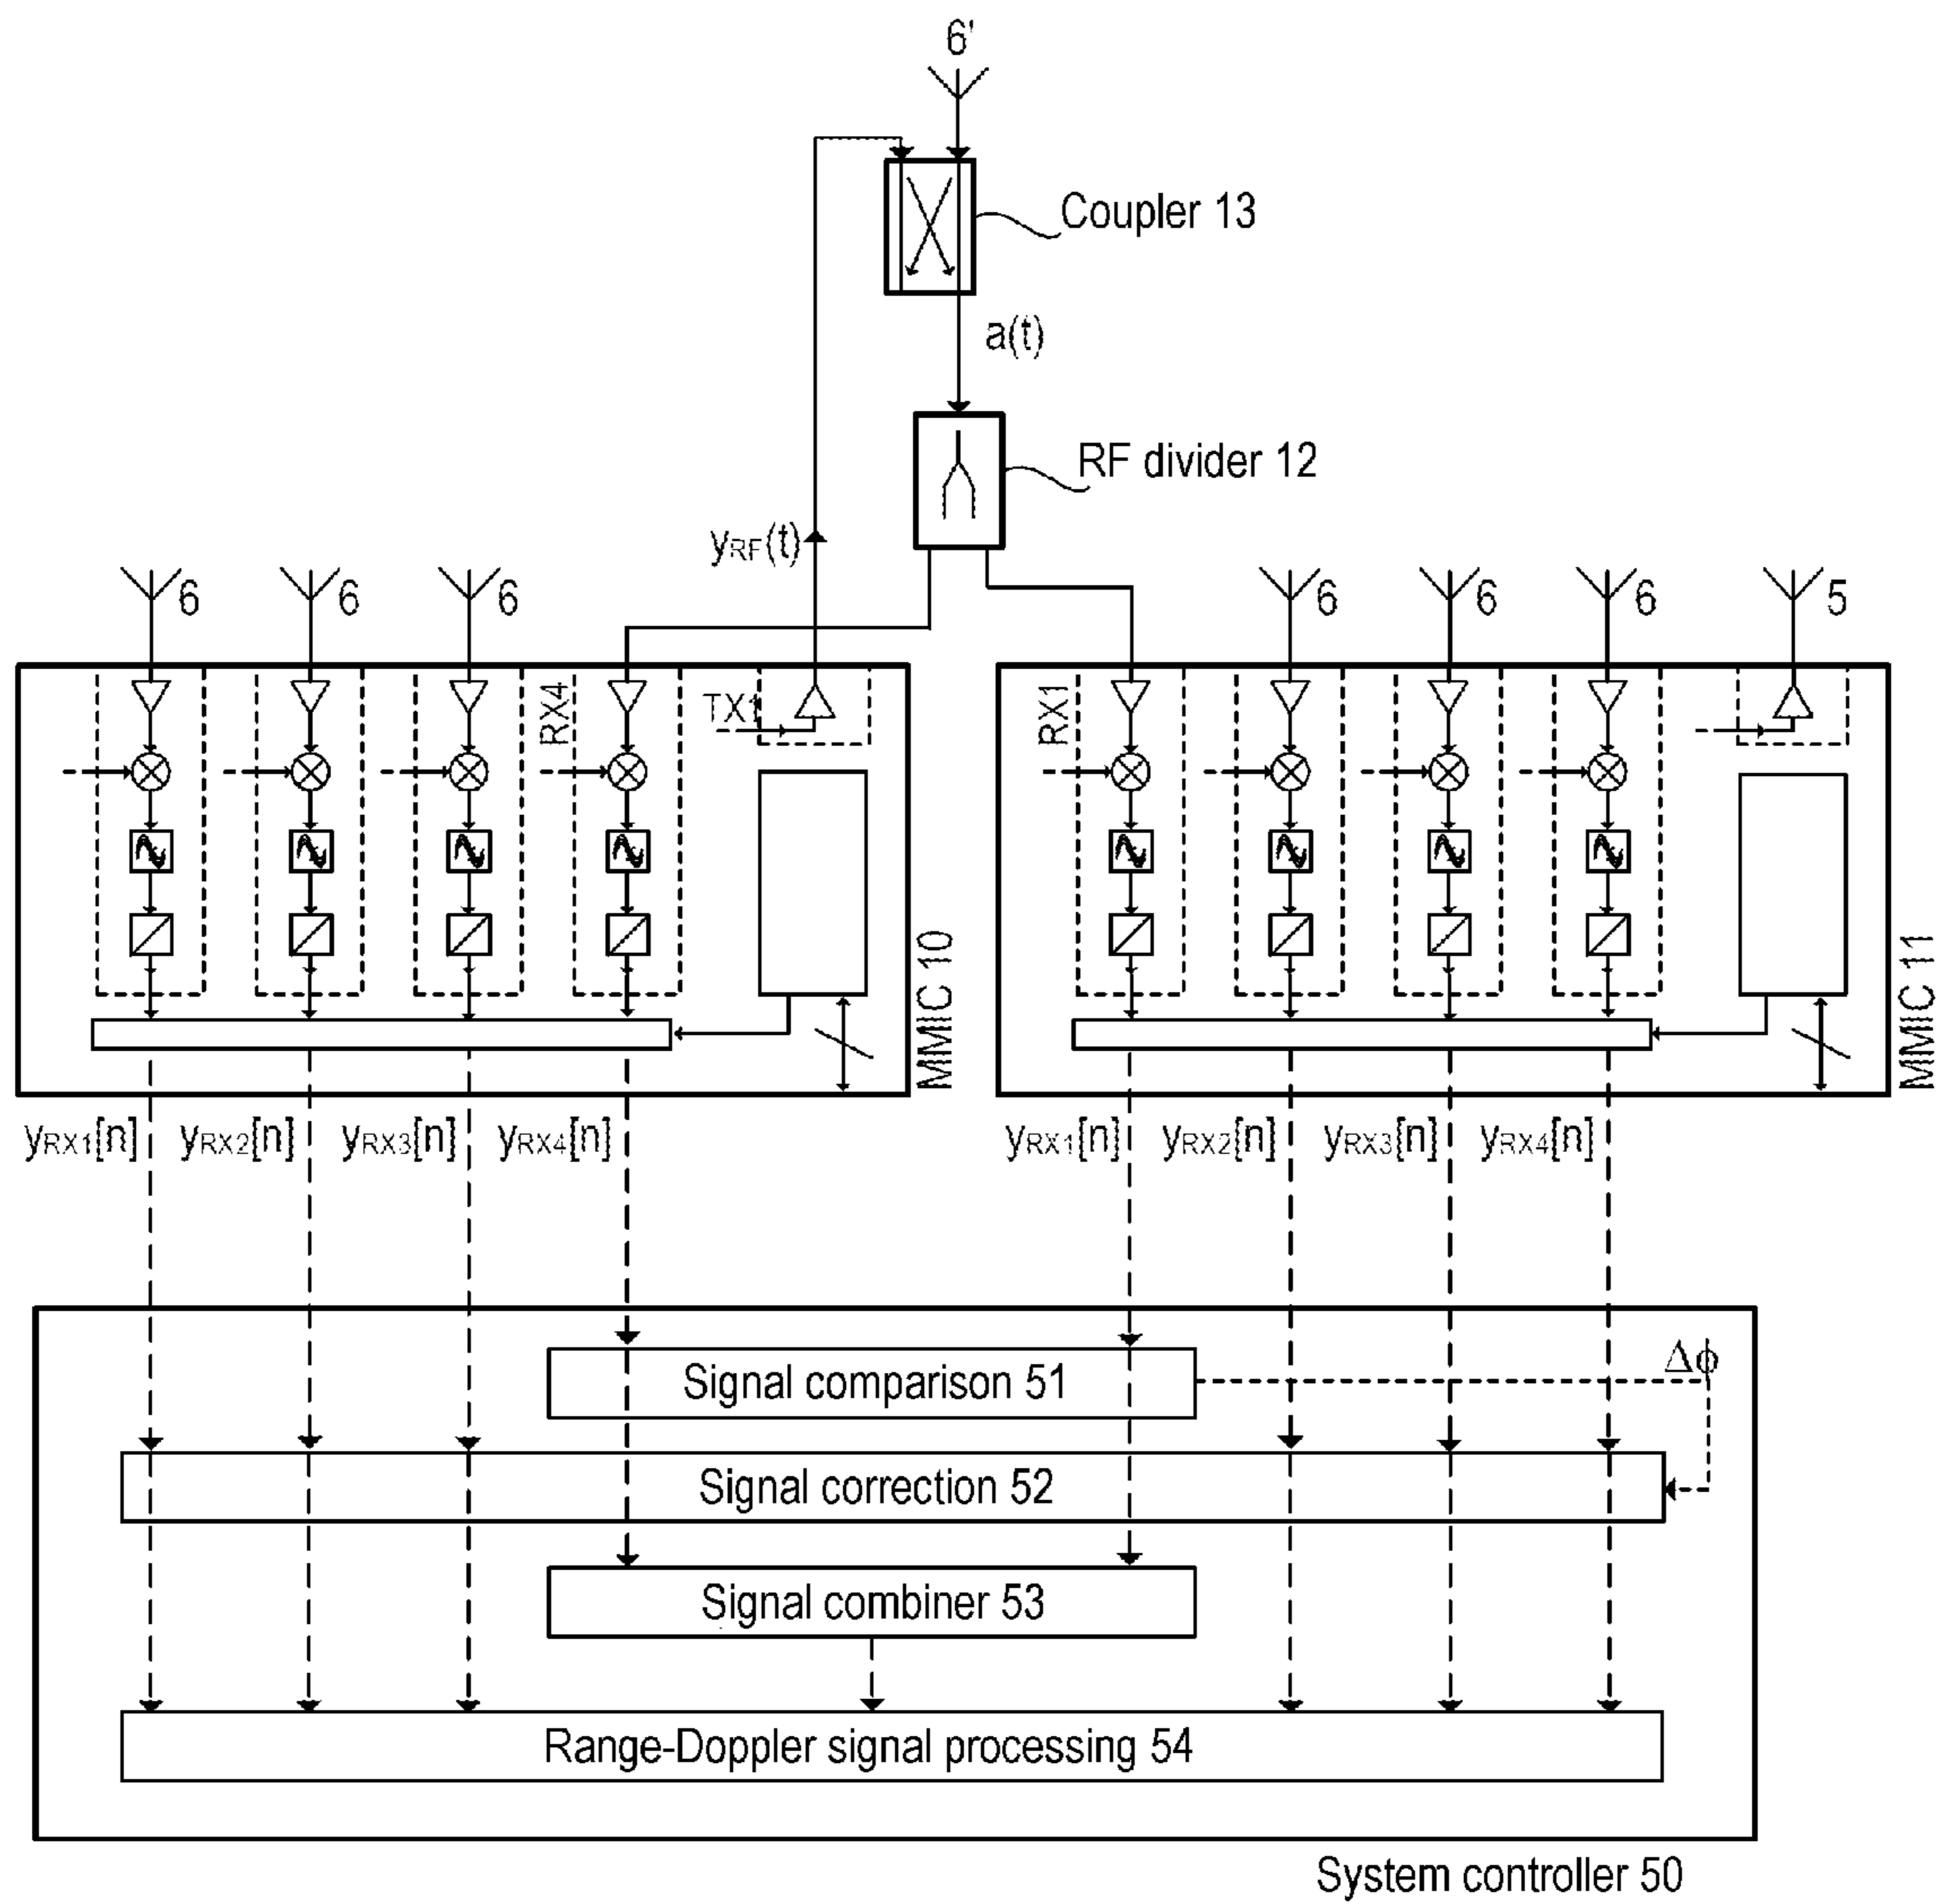 6'
Coupler 13
a(t)
RF divider 12
yRF(t)
6 6 6 6 6 6 5
RX4 TX1 RX1
MMIC 10 MMIC 11
yRX1[n] yRX2[n] yRX3[n] yRX4[n] yRX1[n] yRX2[n] yRX3[n] yRX4[n]
Δϕ
Signal comparison 51
Signal correction 52
Signal combiner 53
Range-Doppler signal processing 54
System controller 50